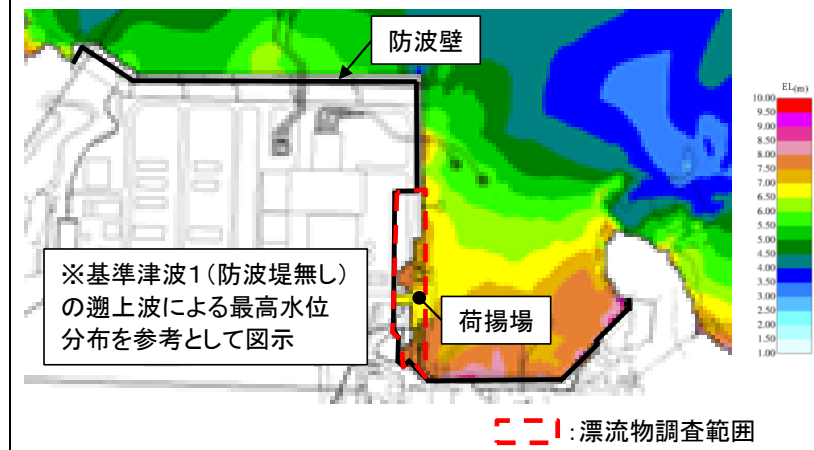 防波壁
EL(m)
10.00
9.50
9.00
8.50
8.00
7.50
7.00
6.50
6.00
5.50
5.00
4.50
4.00
3.50
3.00
2.50
2.00
1.50
1.00
※基準津波1（防波堤無し）
の遡上波による最高水位
分布を参考として図示
荷揚場
：漂流物調査範囲